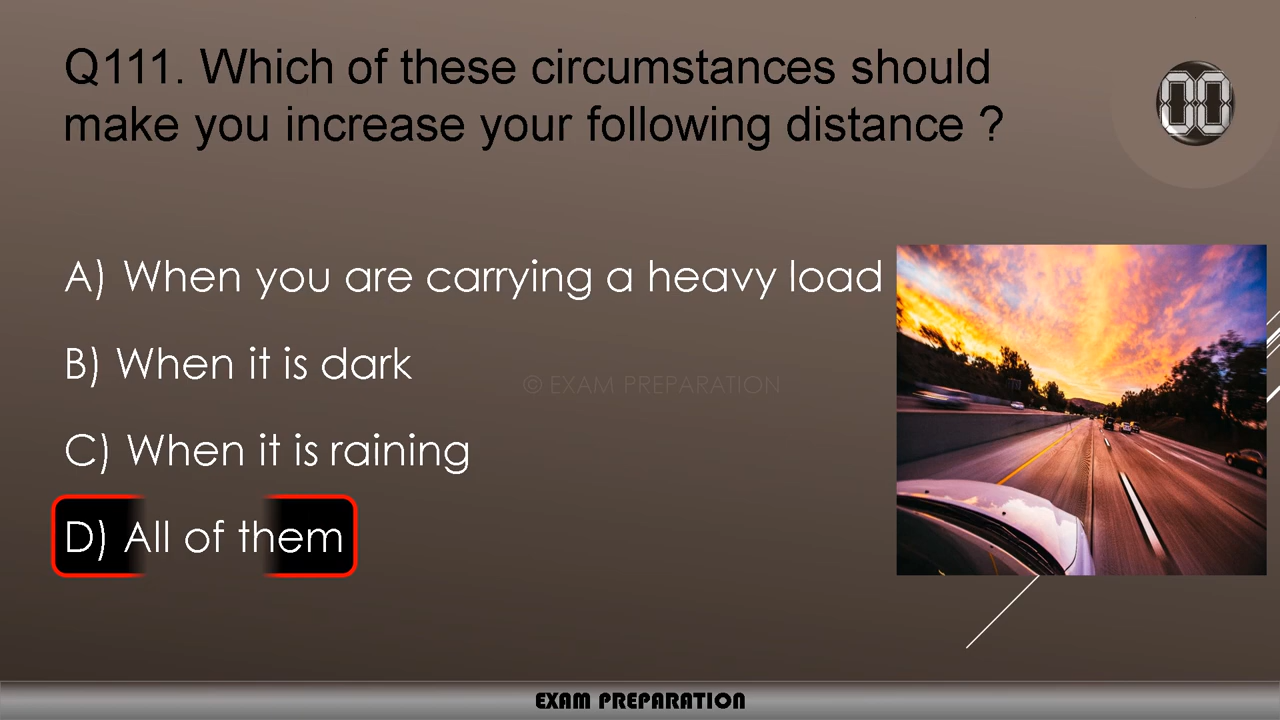 Q111. Which of these circumstances should
make you increase your following distance ?
00
A) When you are carrying a heavy load
B) When it is dark
© EXAM PREPARATION
C) When it is raining
D) All of them
EXAM PREPARATION